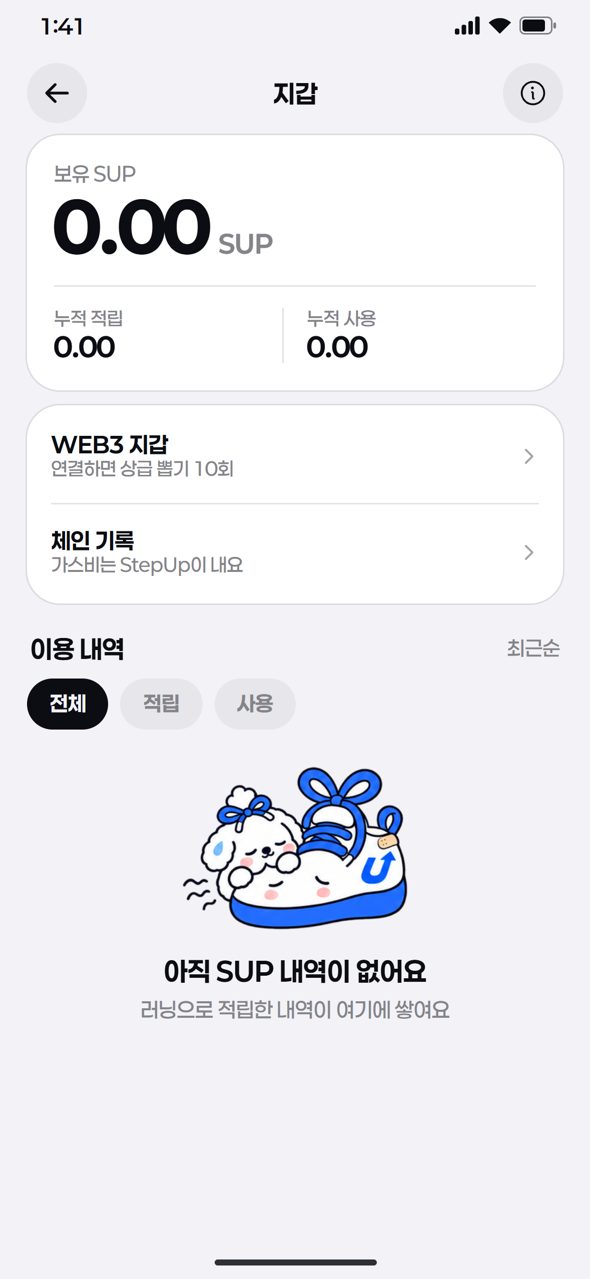 1:41
지갑
보유 SUP
0.00 SUP
누적 적립
누적 사용
0.00
0.00
WEB3 지갑
연결하면 상급 뽑기 10회
체인 기록
가스비는 StepUp이 내요
이용 내역
최근순
전체
적립
사용
U
아직 SUP 내역이 없어요
러닝으로 적립한 내역이 여기에 쌓여요